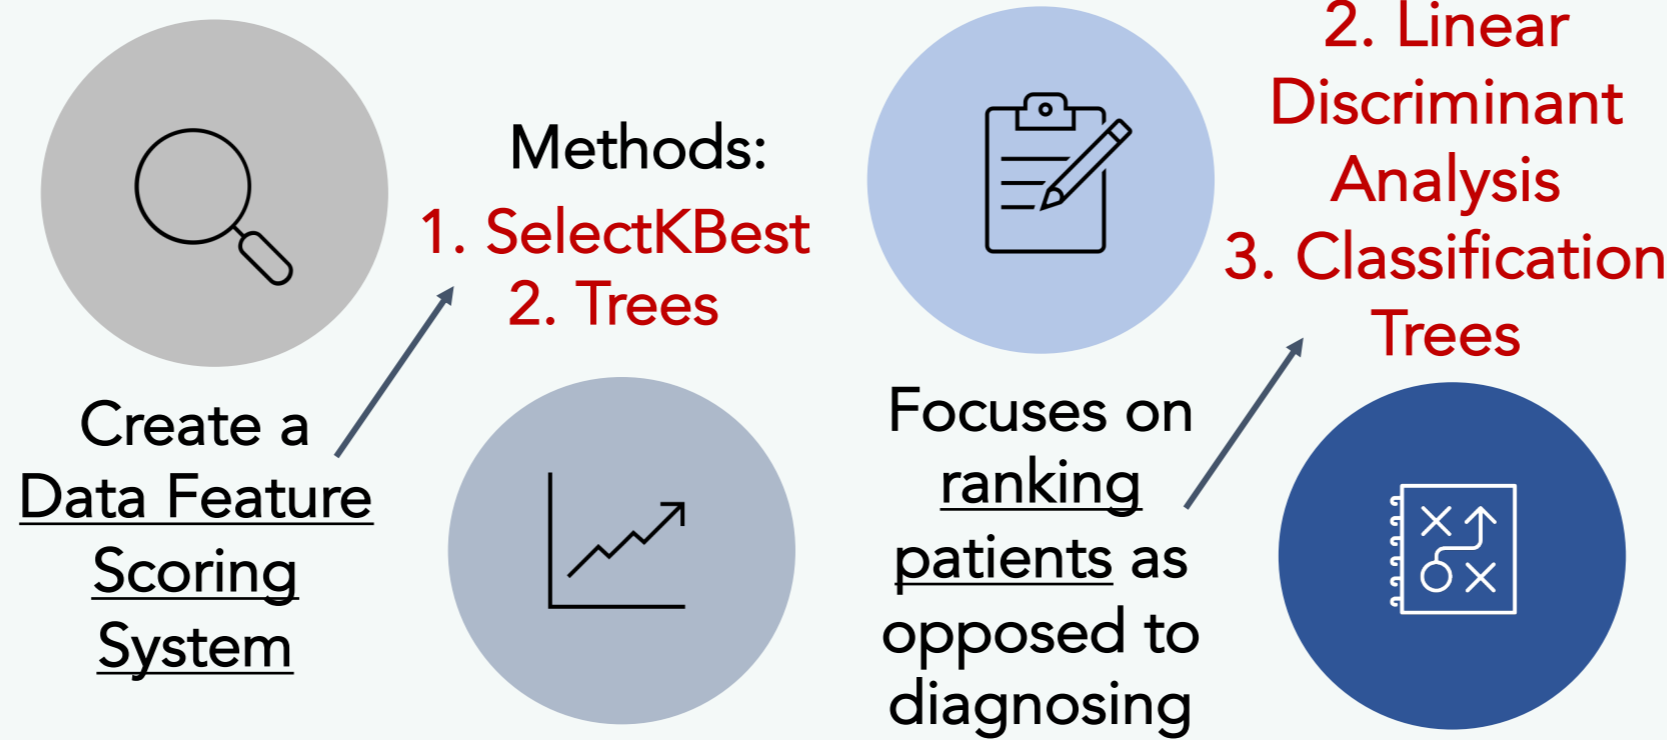 Methods:
1. SelectKBest
2. Trees
Create a
Data Feature
Scoring
System
2. Linear
Discriminant
Analysis
3. Classification
Trees
Focuses on
ranking
patients as
opposed to
diagnosing